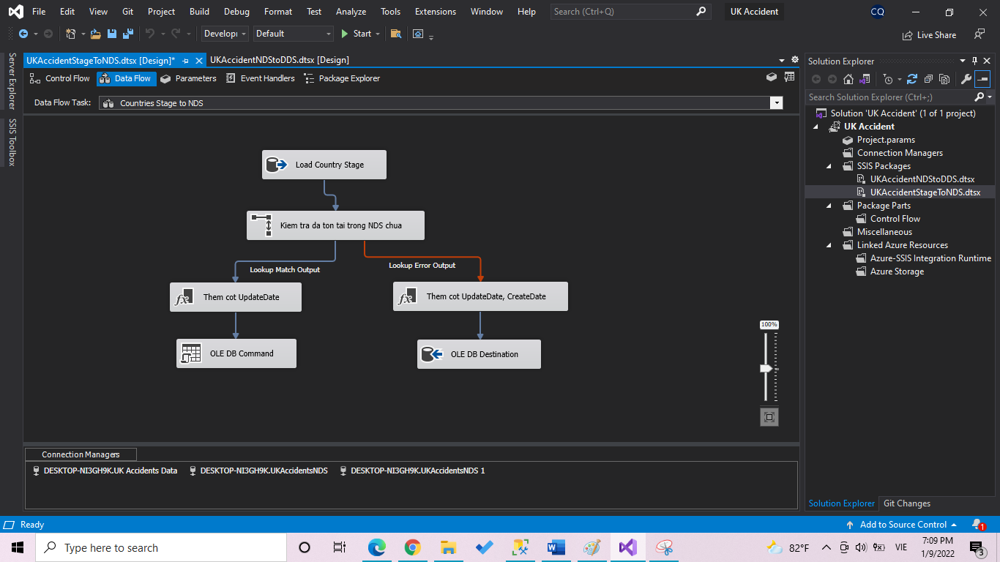 File Edit View Git Project Build Debug Format Test Analyze Tools Extensions Window Help Search (Ctrl+Q) UK Accident CQ
Develop Default Start Live Share
UKAccidentStageToNDS.dtsx [Design]* UKAccidentNDStoDDS.dtsx [Design]
Control Flow Data Flow Parameters Event Handlers Package Explorer
Data Flow Task: Countries Stage to NDS
Server Explorer
SSIS Toolbox
Load Country Stage
Kiem tra da ton tai trong NDS chua
Lookup Match Output
Lookup Error Output
Them cot UpdateDate
Them cot UpdateDate, CreateDate
OLE DB Command
OLE DB Destination
100%
Connection Managers
DESKTOP-NI3GH9K.UK Accidents Data DESKTOP-NI3GH9K.UKAccidentsNDS DESKTOP-NI3GH9K.UKAccidentsNDS 1
Solution Explorer
Search Solution Explorer (Ctrl+;)
Solution 'UK Accident' (1 of 1 project)
UK Accident
Project.params
Connection Managers
SSIS Packages
UKAccidentNDStoDDS.dtsx
UKAccidentStageToNDS.dtsx
Package Parts
Control Flow
Miscellaneous
Linked Azure Resources
Azure-SSIS Integration Runtime
Azure Storage
Solution Explorer Git Changes
Ready Add to Source Control 1
Type here to search 82°F VIE 7:09 PM
1/9/2022 3